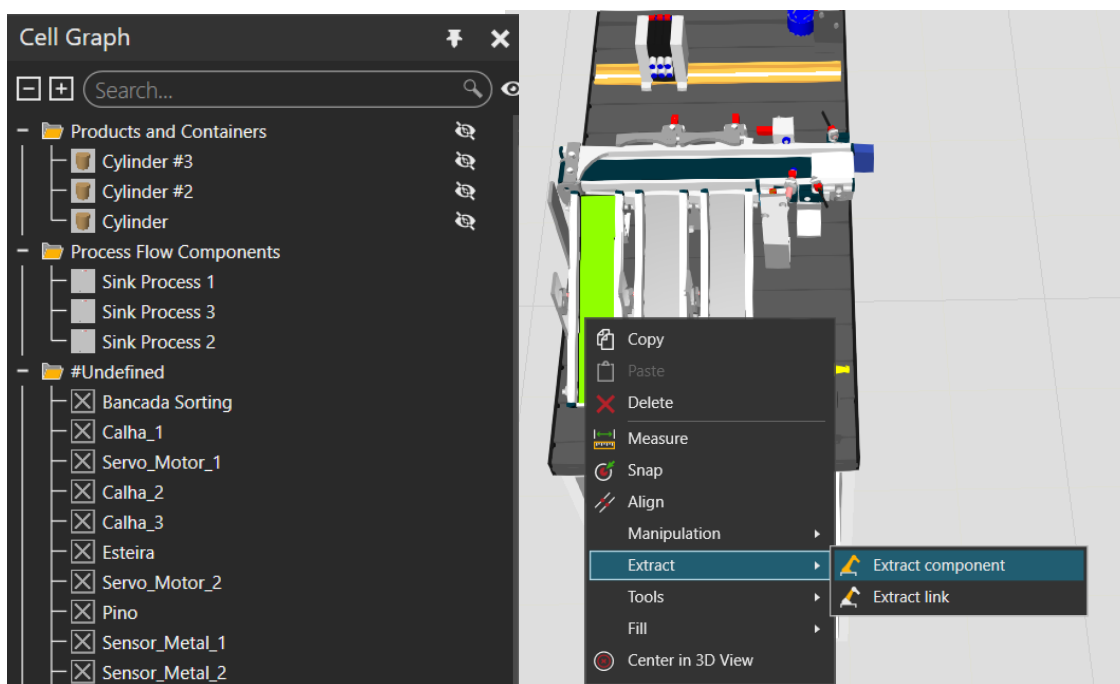 Cell Graph
Search...
Products and Containers
Cylinder #3
Cylinder #2
Cylinder
Process Flow Components
Sink Process 1
Sink Process 3
Sink Process 2
#Undefined
Bancada Sorting
Calha_1
Servo_Motor_1
Calha_2
Calha_3
Esteira
Servo_Motor_2
Pino
Sensor_Metal_1
Sensor_Metal_2
Copy
Paste
Delete
Measure
Snap
Align
Manipulation
Extract
Tools
Fill
Center in 3D View
Extract component
Extract link